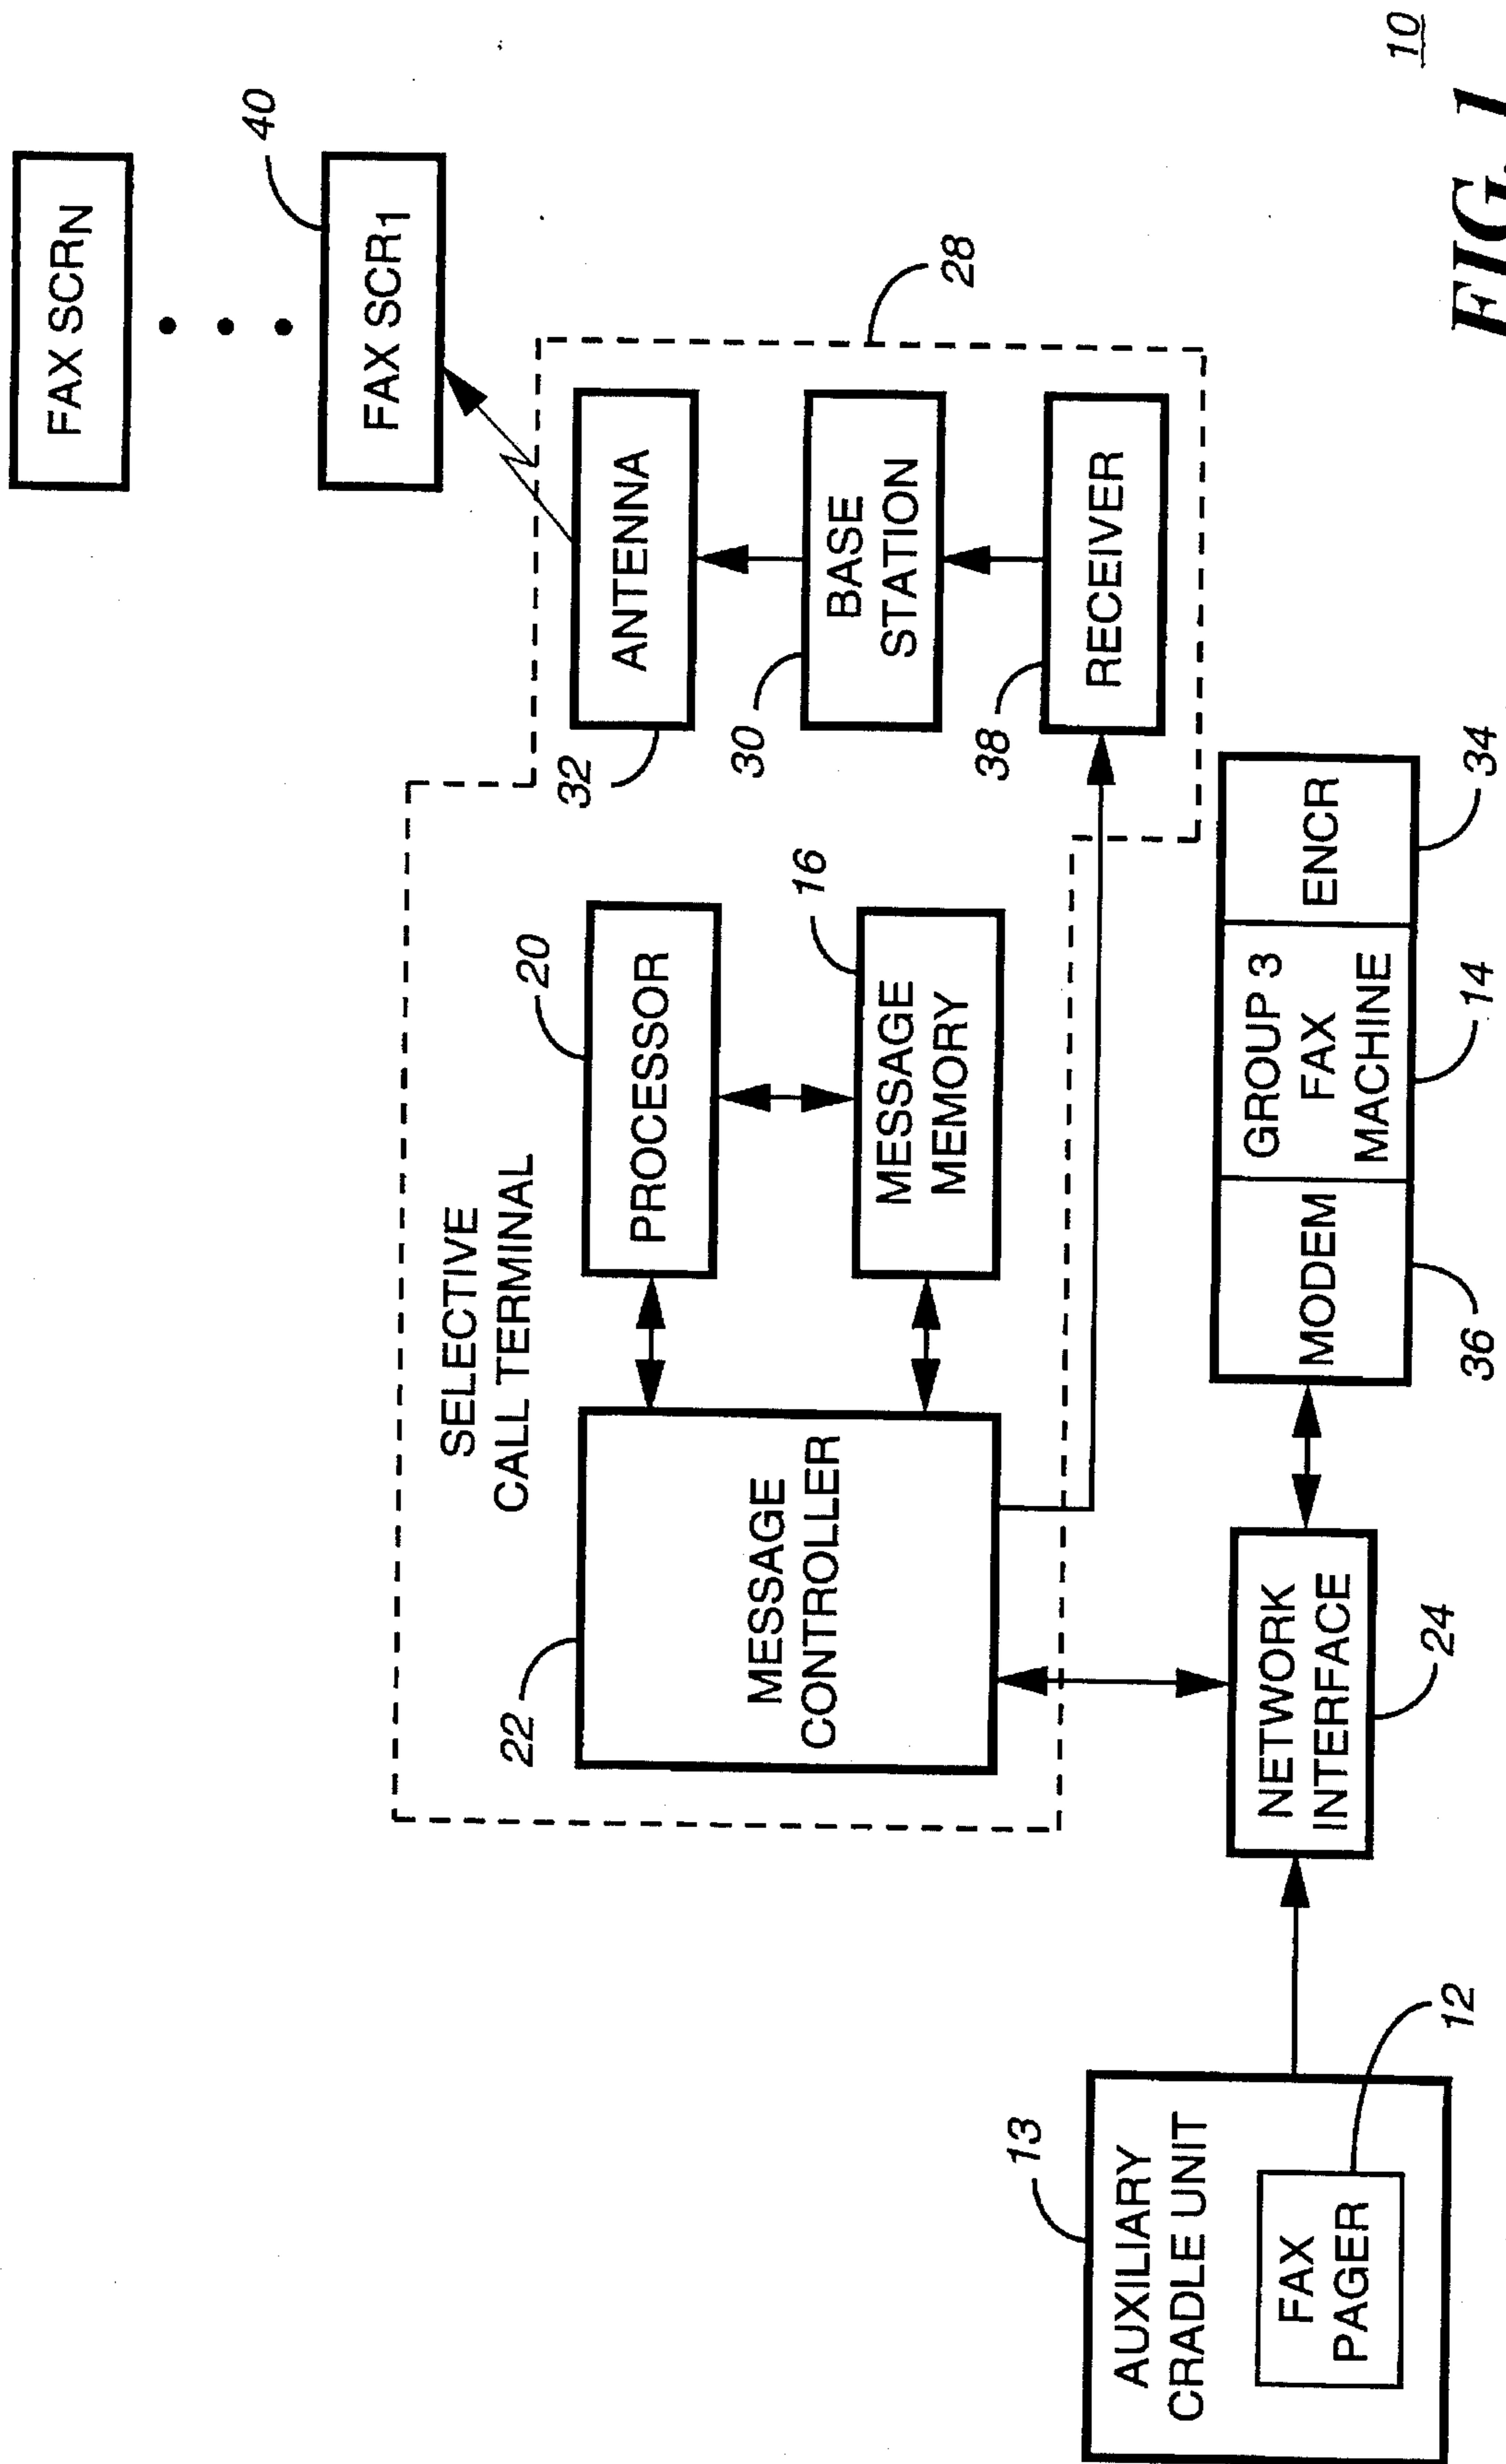 FAX SCRN
40
FAX SCR1
SELECTIVE
CALL TERMINAL
20
PROCESSOR
16
MESSAGE
MEMORY
22
MESSAGE
CONTROLLER
32
ANTENNA
28
30
BASE
STATION
38
RECEIVER
13
AUXILIARY
CRADLE UNIT
FAX
PAGER
12
NETWORK
INTERFACE
24
MODEM
36
GROUP 3
FAX
MACHINE
14
ENCR
34
10
FIG. 1